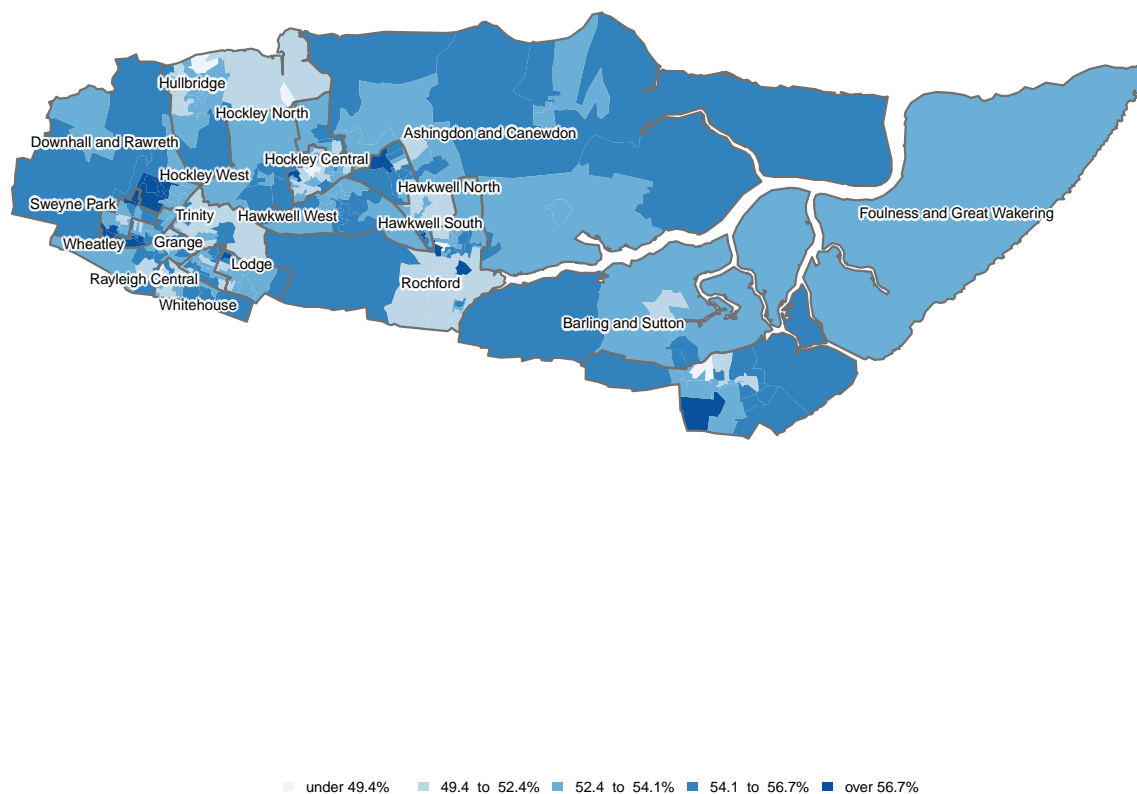 Hullbridge
Hockley North
Ashingdon and Canewdon
Downhall and Rawreth
Hockley Central
Hockley West
Hawkwell North
Sweyne Park
Trinity
Hawkwell West
Foulness and Great Wakering
Hawkwell South
Wheatley
Grange
Lodge
Rayleigh Central
Rochford
Whitehouse
Barling and Sutton
under 49.4% 49.4 to 52.4% 52.4 to 54.1% 54.1 to 56.7% over 56.7%